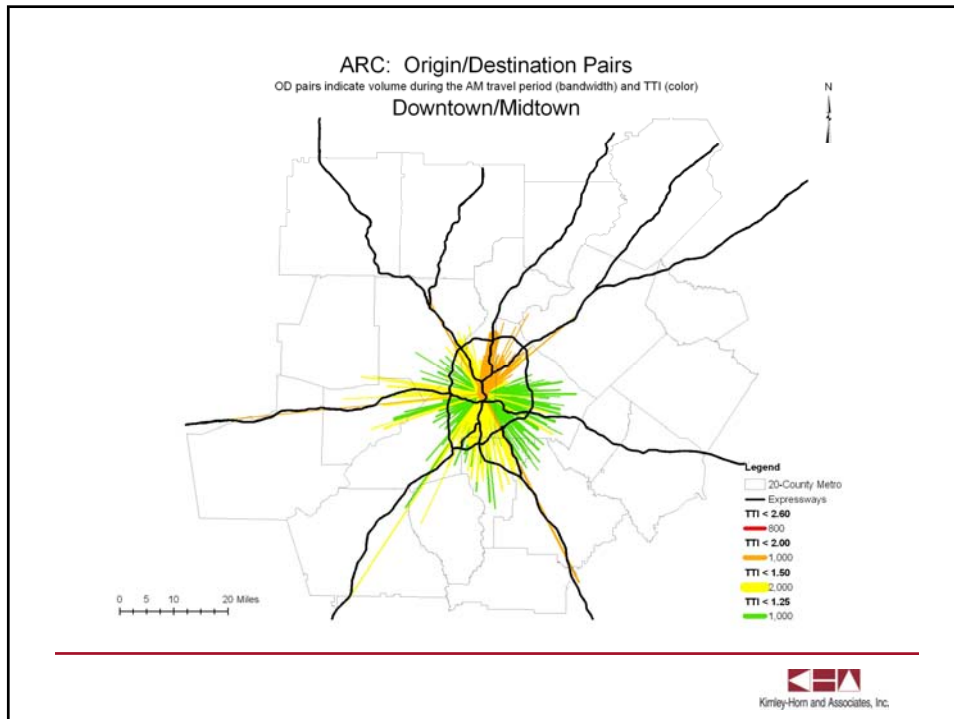 ARC: Origin/Destination Pairs
OD pairs indicate volume during the AM travel period (bandwidth) and TTI (color)
Downtown/Midtown
N
Legend
20-County Metro
Expressways
TTI < 2.60
800
TTI < 2.00
1,000
TTI < 1.50
2,000
TTI < 1.25
1,000
0 5 10 20 Miles
Kimley-Horn and Associates, Inc.